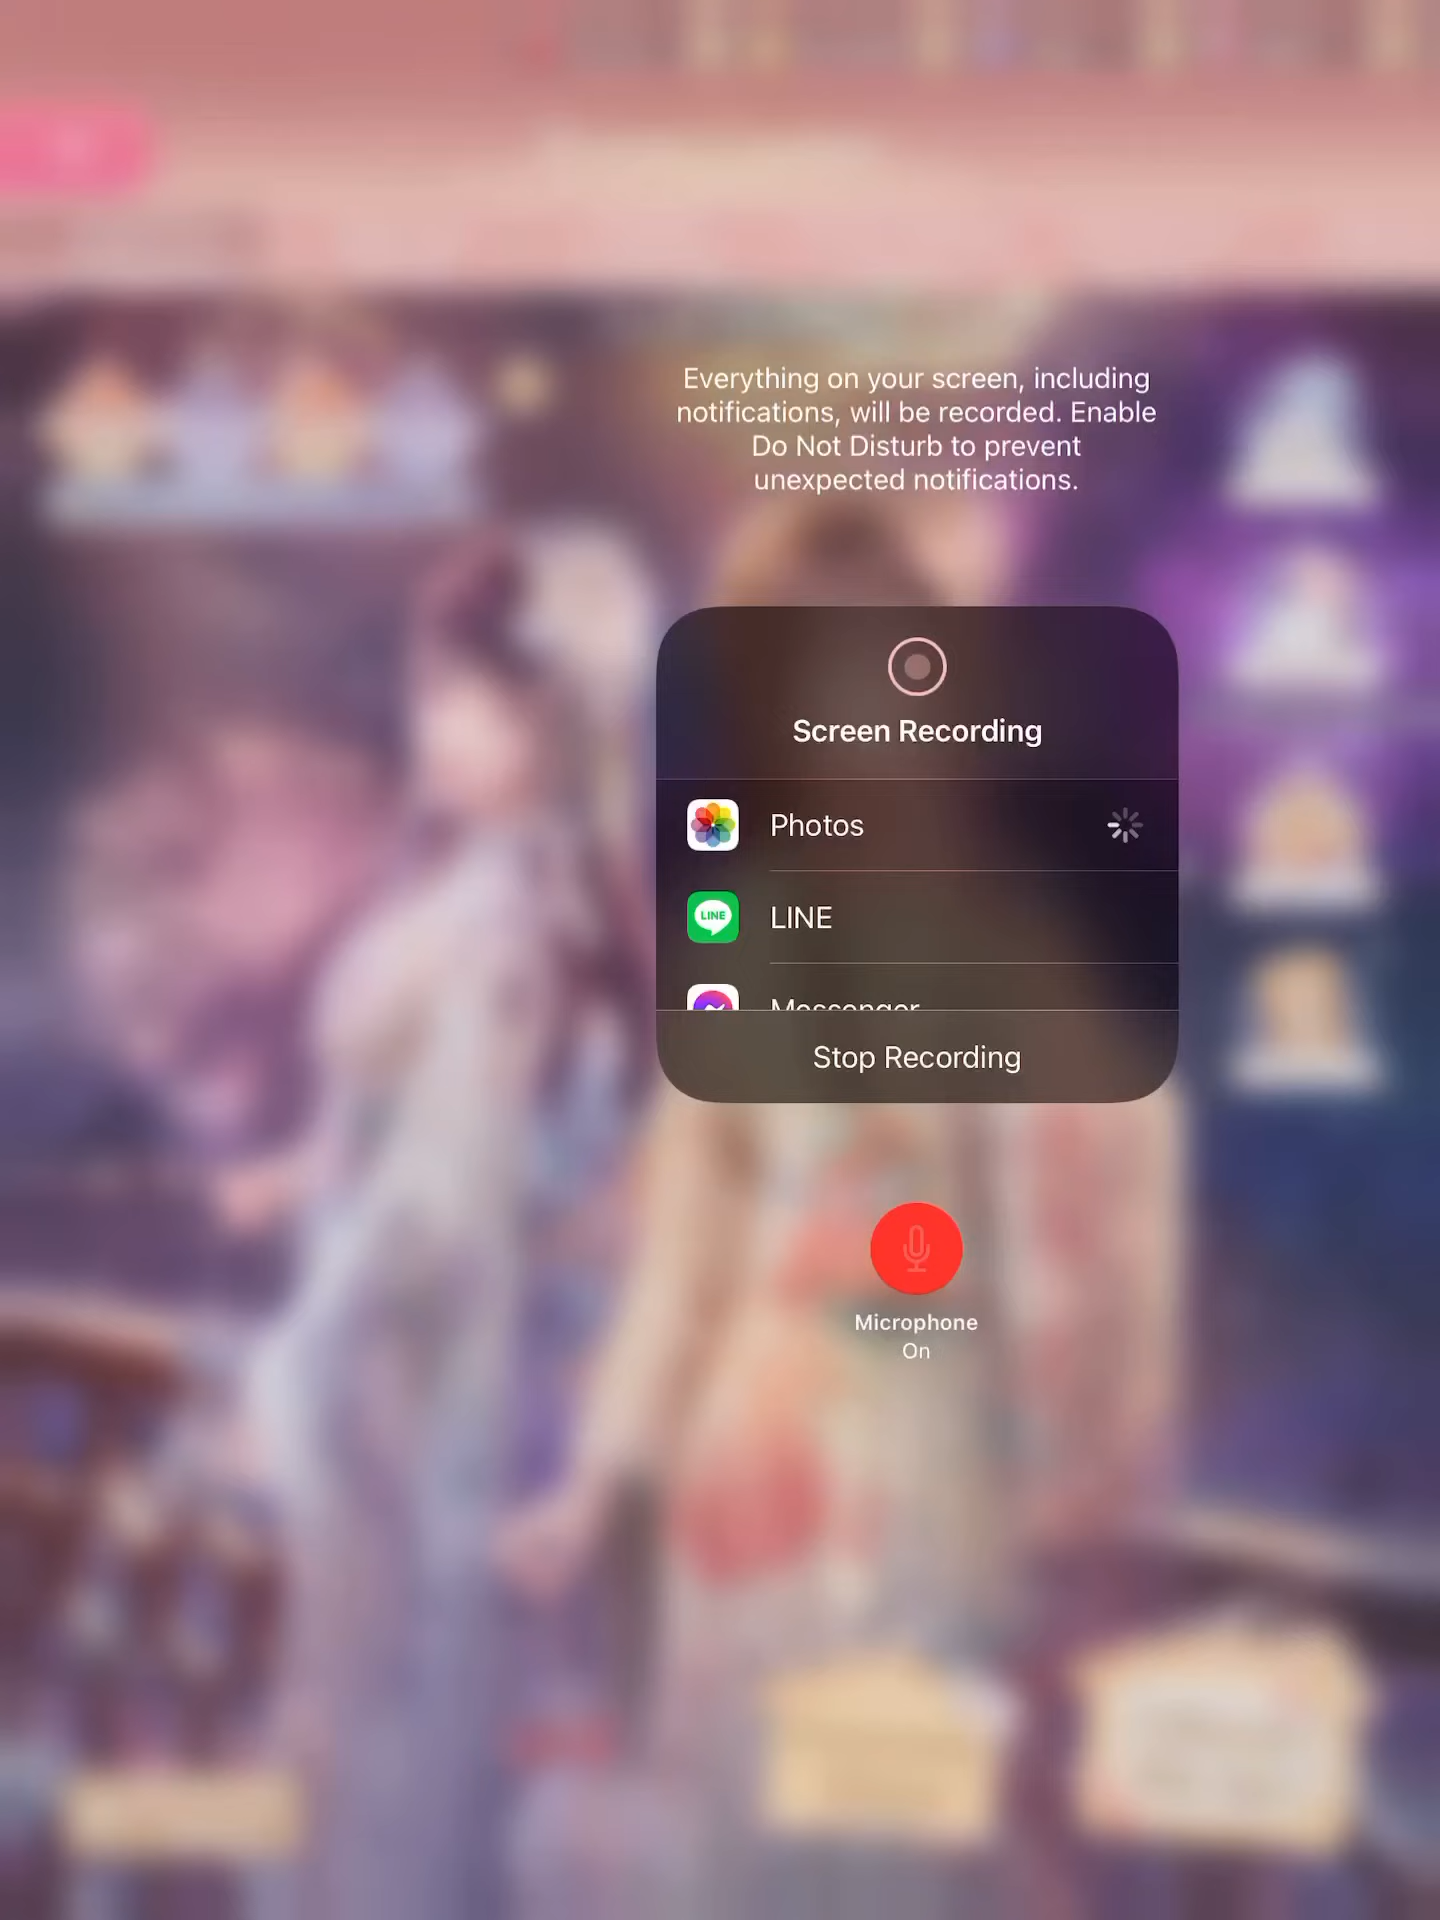 Everything on your screen, including
notifications, will be recorded. Enable
Do Not Disturb to prevent
unexpected notifications.
Screen Recording
Photos
LINE
LINE
Messenger
Stop Recording
Microphone
On